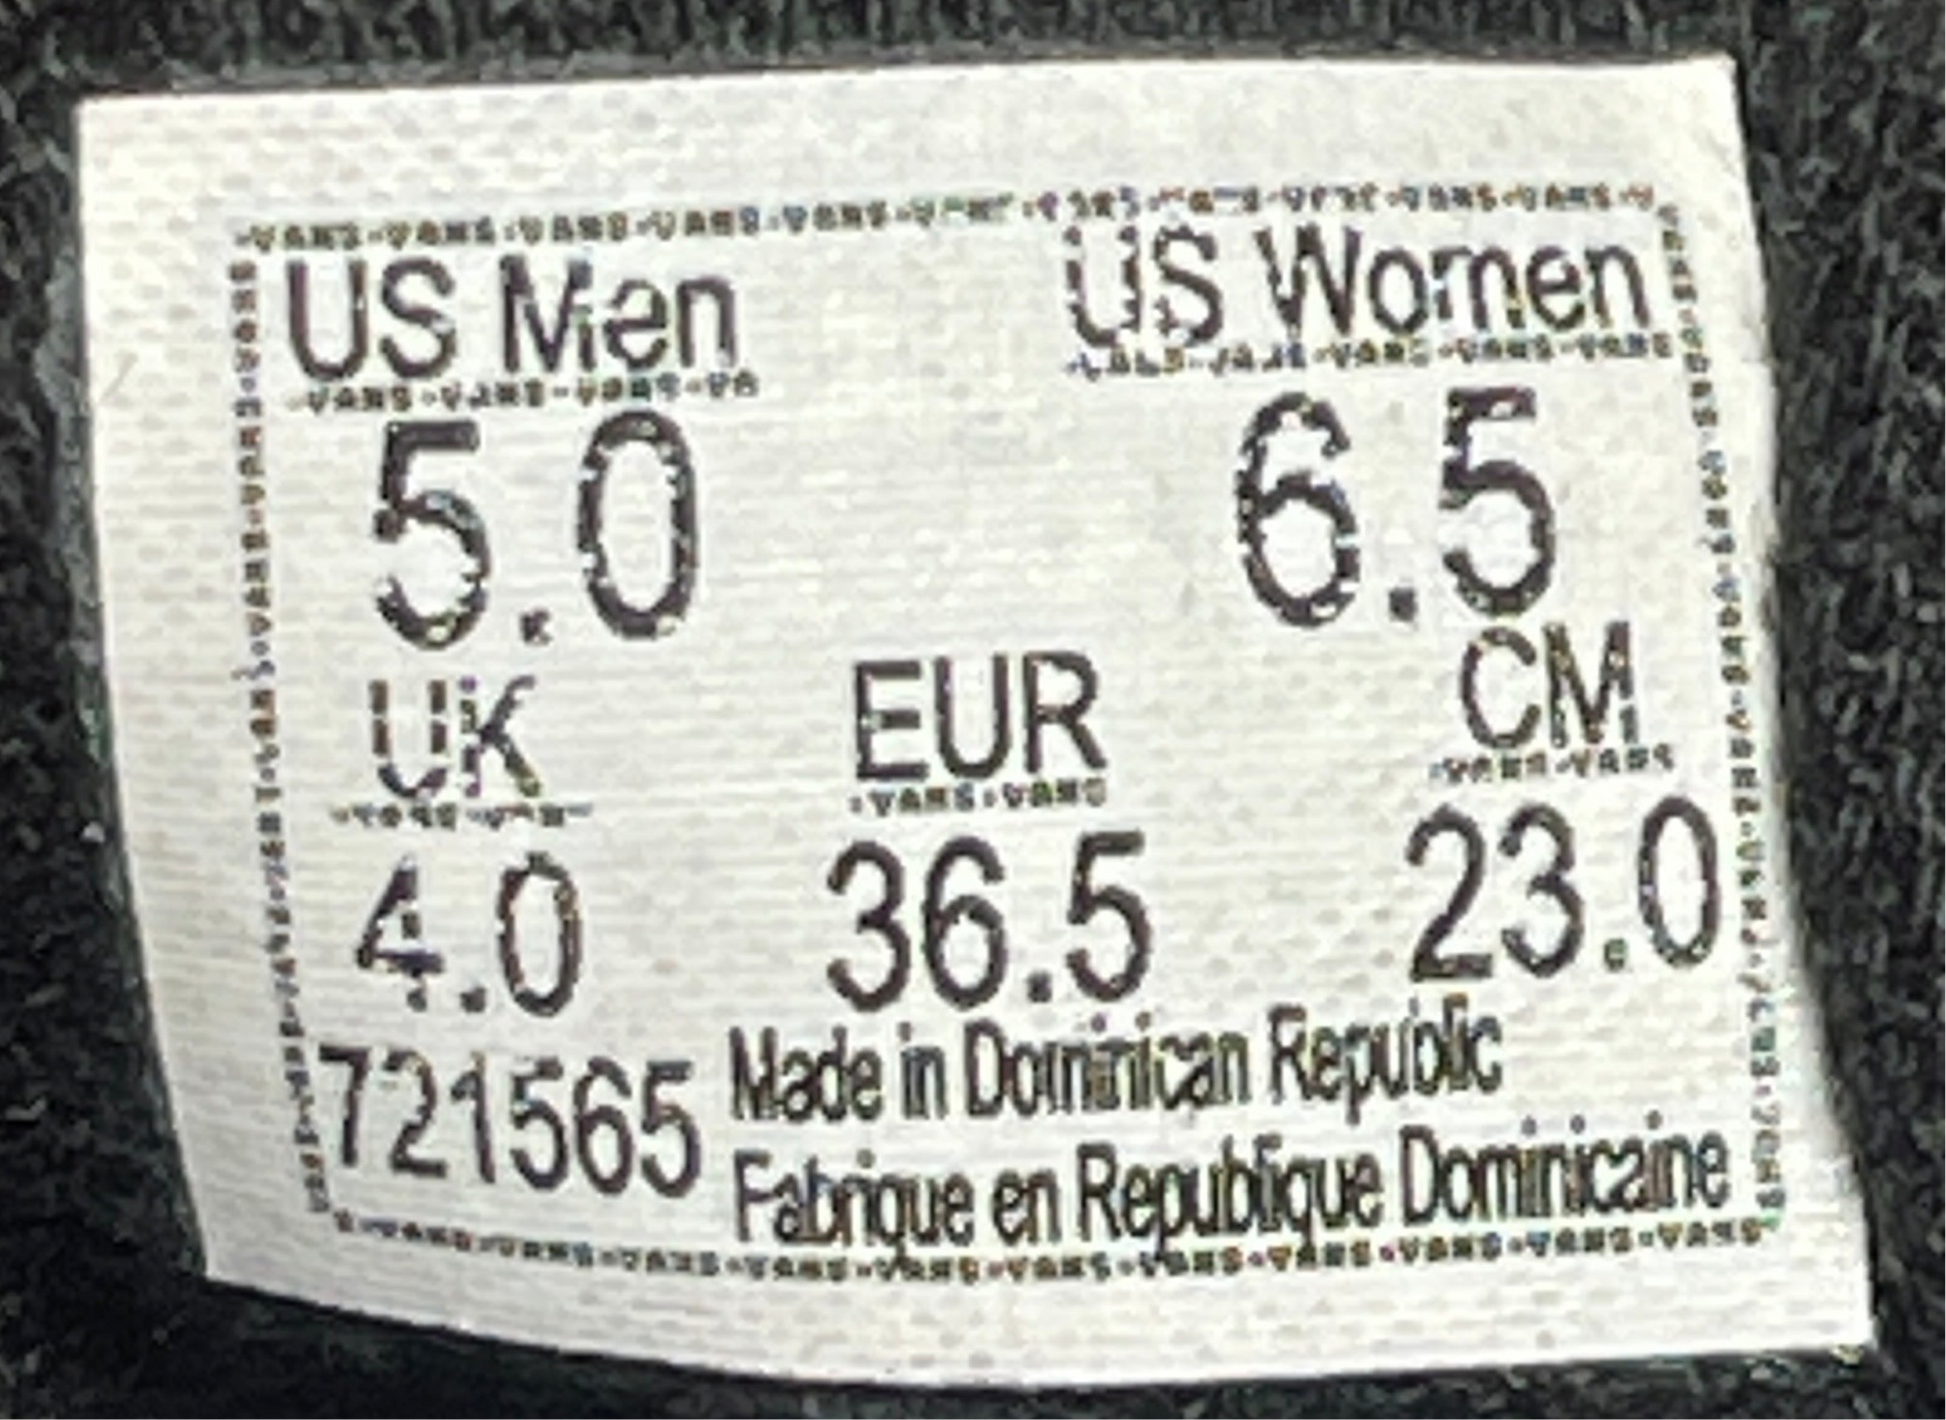 US Men US Women
5.0 6.5
UK EUR CM
4.0 36.5 23.0
721565 Made in Dominican Republic
Fabrique en Republique Dominicaine